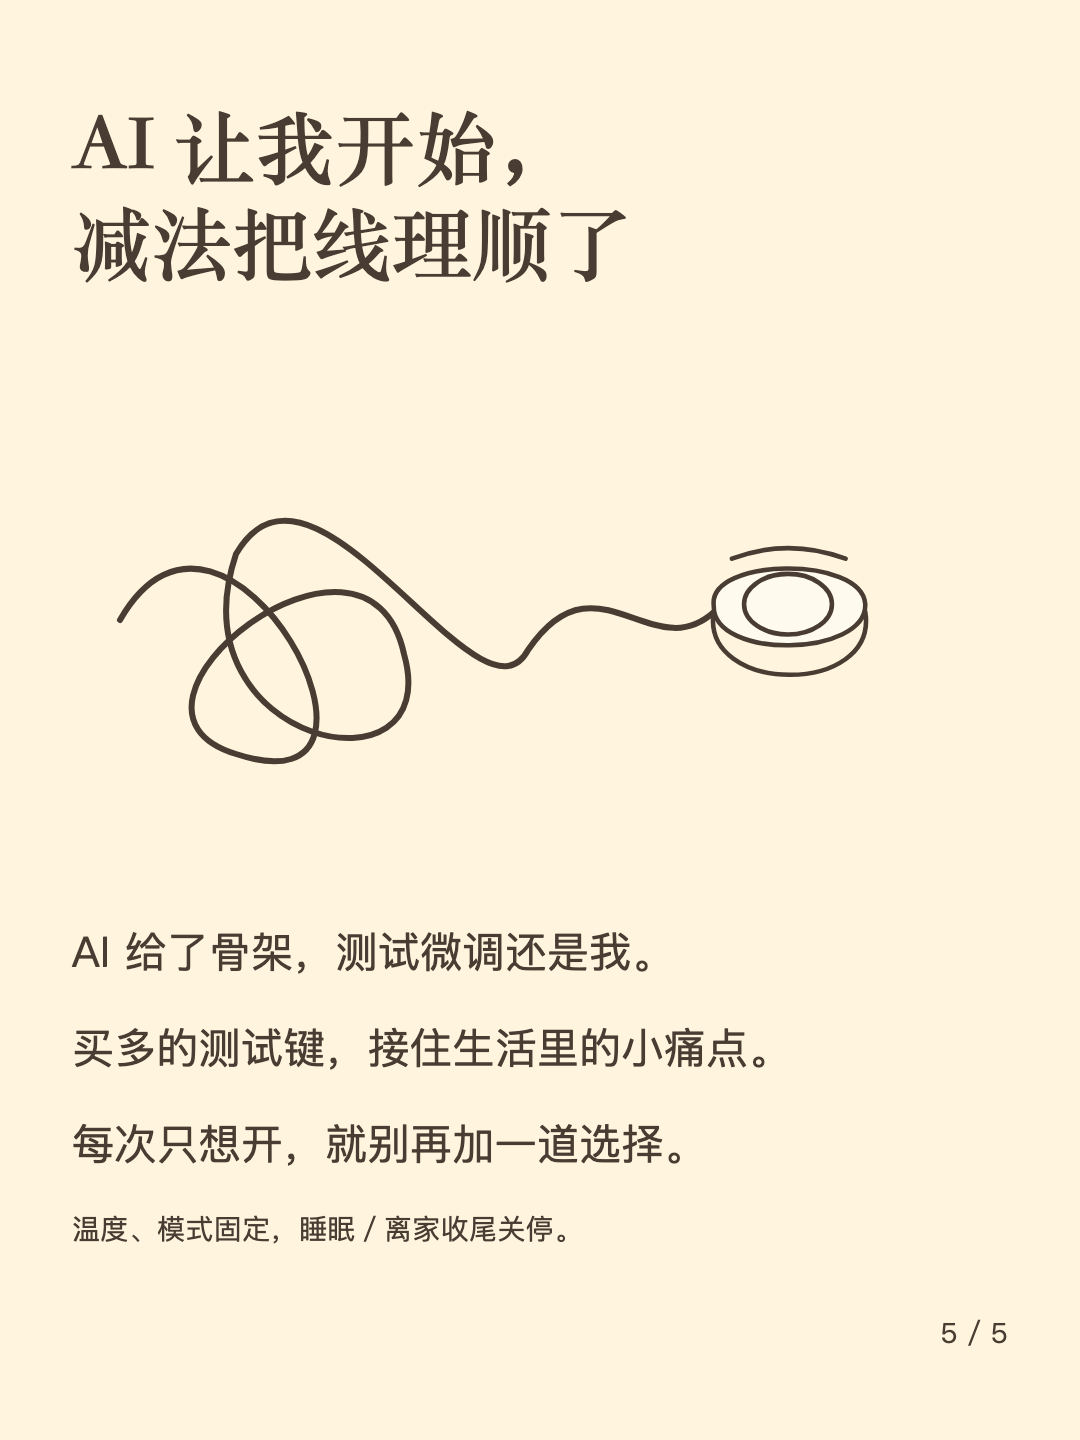 AI 让我开始，
减法把线理顺了
AI 给了骨架，测试微调还是我。
买多的测试键，接住生活里的小痛点。
每次只想开，就别再加一道选择。
温度、模式固定，睡眠 / 离家收尾关停。
5 / 5